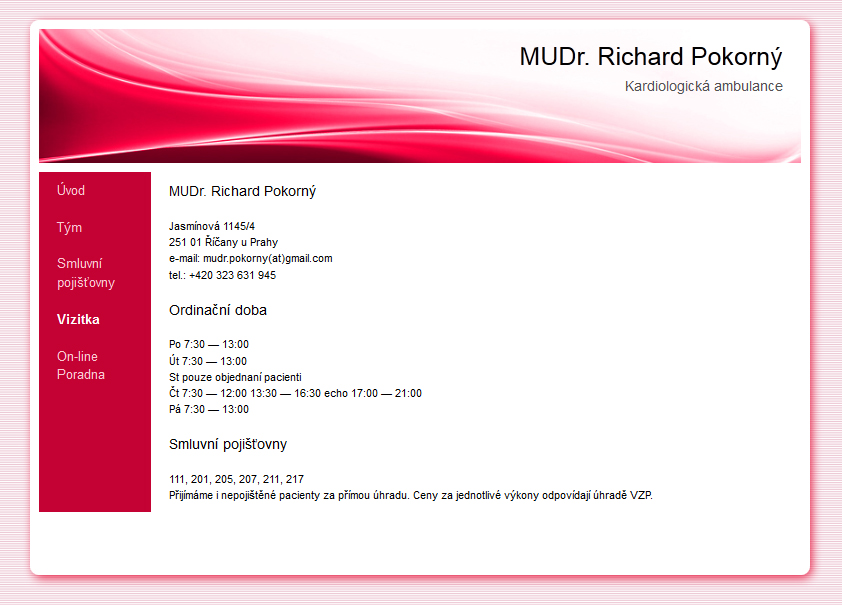 MUDr. Richard Pokorný
Kardiologická ambulance
Úvod
Tým
Smluvní
pojišťovny
Vizitka
On-line
Poradna
MUDr. Richard Pokorný
Jasmínová 1145/4
251 01 Říčany u Prahy
e-mail: mudr.pokorny(at)gmail.com
tel.: +420 323 631 945
Ordinační doba
Po 7:30 — 13:00
Út 7:30 — 13:00
St pouze objednaní pacienti
Čt 7:30 — 12:00 13:30 — 16:30 echo 17:00 — 21:00
Pá 7:30 — 13:00
Smluvní pojišťovny
111, 201, 205, 207, 211, 217
Přijímáme i nepojištěné pacienty za přímou úhradu. Ceny za jednotlivé výkony odpovídají úhradě VZP.